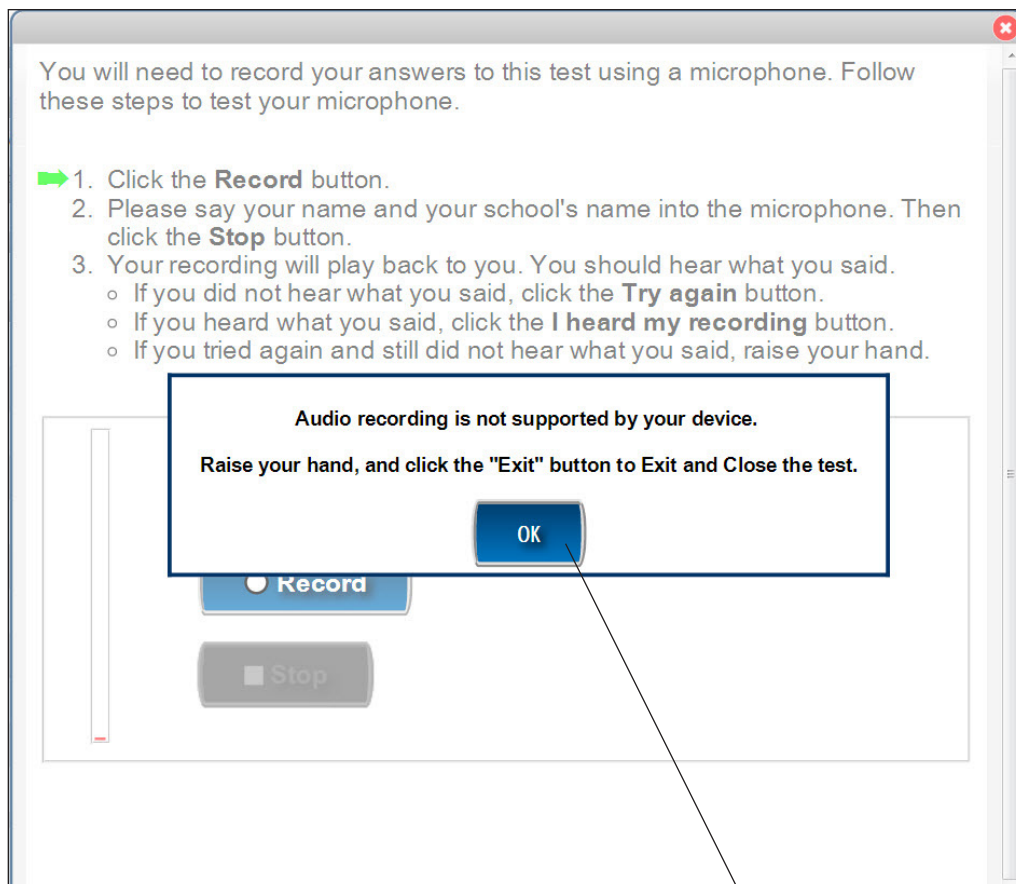 You will need to record your answers to this test using a microphone. Follow
these steps to test your microphone.
1. Click the Record button.
2. Please say your name and your school's name into the microphone. Then
click the Stop button.
3. Your recording will play back to you. You should hear what you said.
If you did not hear what you said, click the Try again button.
If you heard what you said, click the I heard my recording button.
If you tried again and still did not hear what you said, raise your hand.
Audio recording is not supported by your device.
Raise your hand, and click the "Exit" button to Exit and Close the test.
OK
Record
Stop